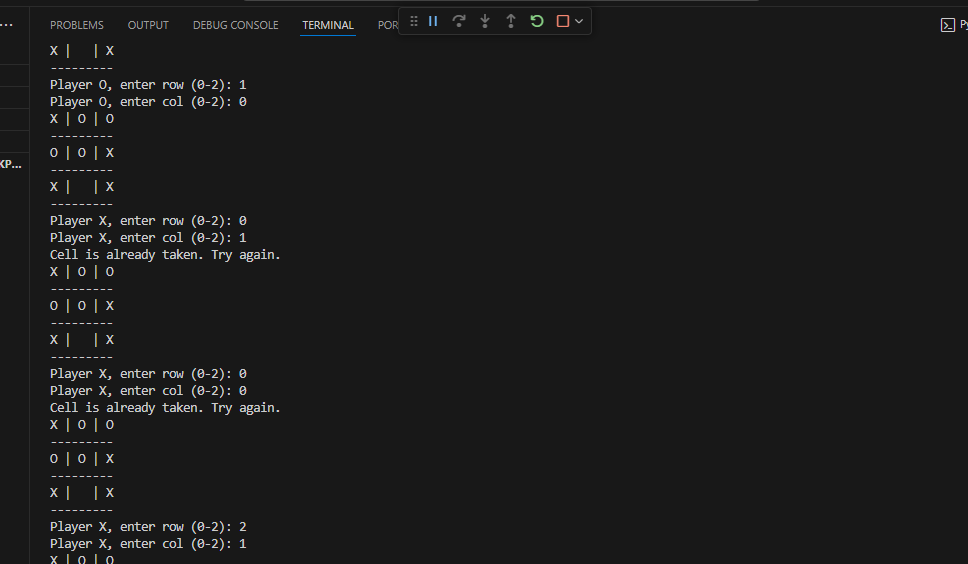 PROBLEMS OUTPUT DEBUG CONSOLE TERMINAL POR
X |   | X
---------
Player O, enter row (0-2): 1
Player O, enter col (0-2): 0
X | O | O
---------
O | O | X
---------
X |   | X
---------
Player X, enter row (0-2): 0
Player X, enter col (0-2): 1
Cell is already taken. Try again.
X | O | O
---------
O | O | X
---------
X |   | X
---------
Player X, enter row (0-2): 0
Player X, enter col (0-2): 0
Cell is already taken. Try again.
X | O | O
---------
O | O | X
---------
X |   | X
---------
Player X, enter row (0-2): 2
Player X, enter col (0-2): 1
X | O | O
KP...